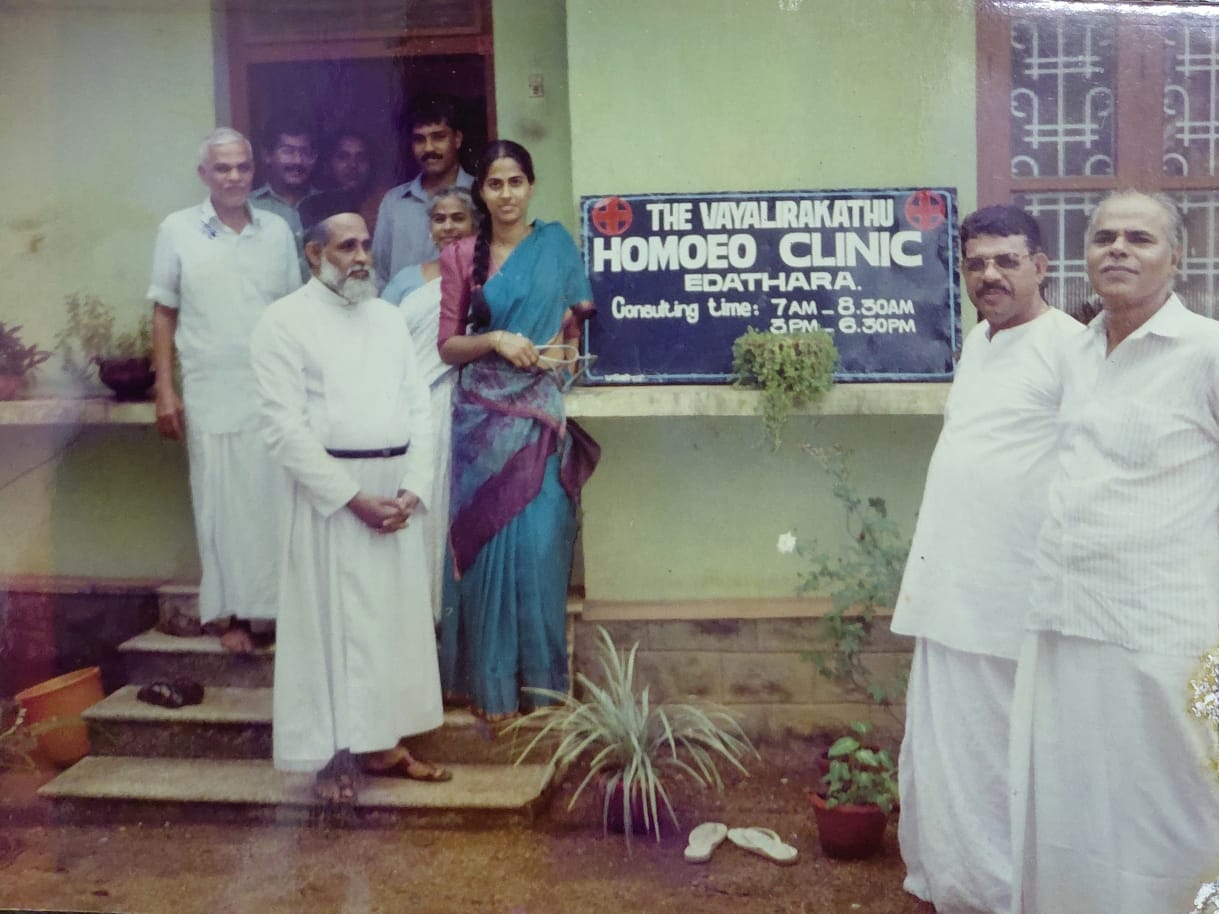 THE VAYALIRAKATHU
HOMOEO CLINIC
EDATHARA.
Consulting time: 7AM - 8.30AM
3PM - 6.30PM